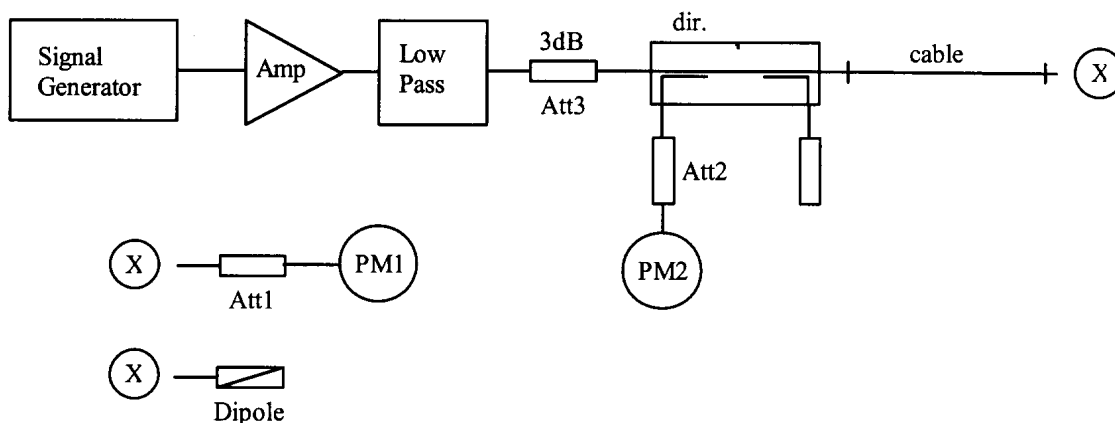 Signal
Generator
Amp
Low
Pass
3dB
Att3
dir.
cable
X
Att2
PM2
X
Att1
PM1
X
Dipole